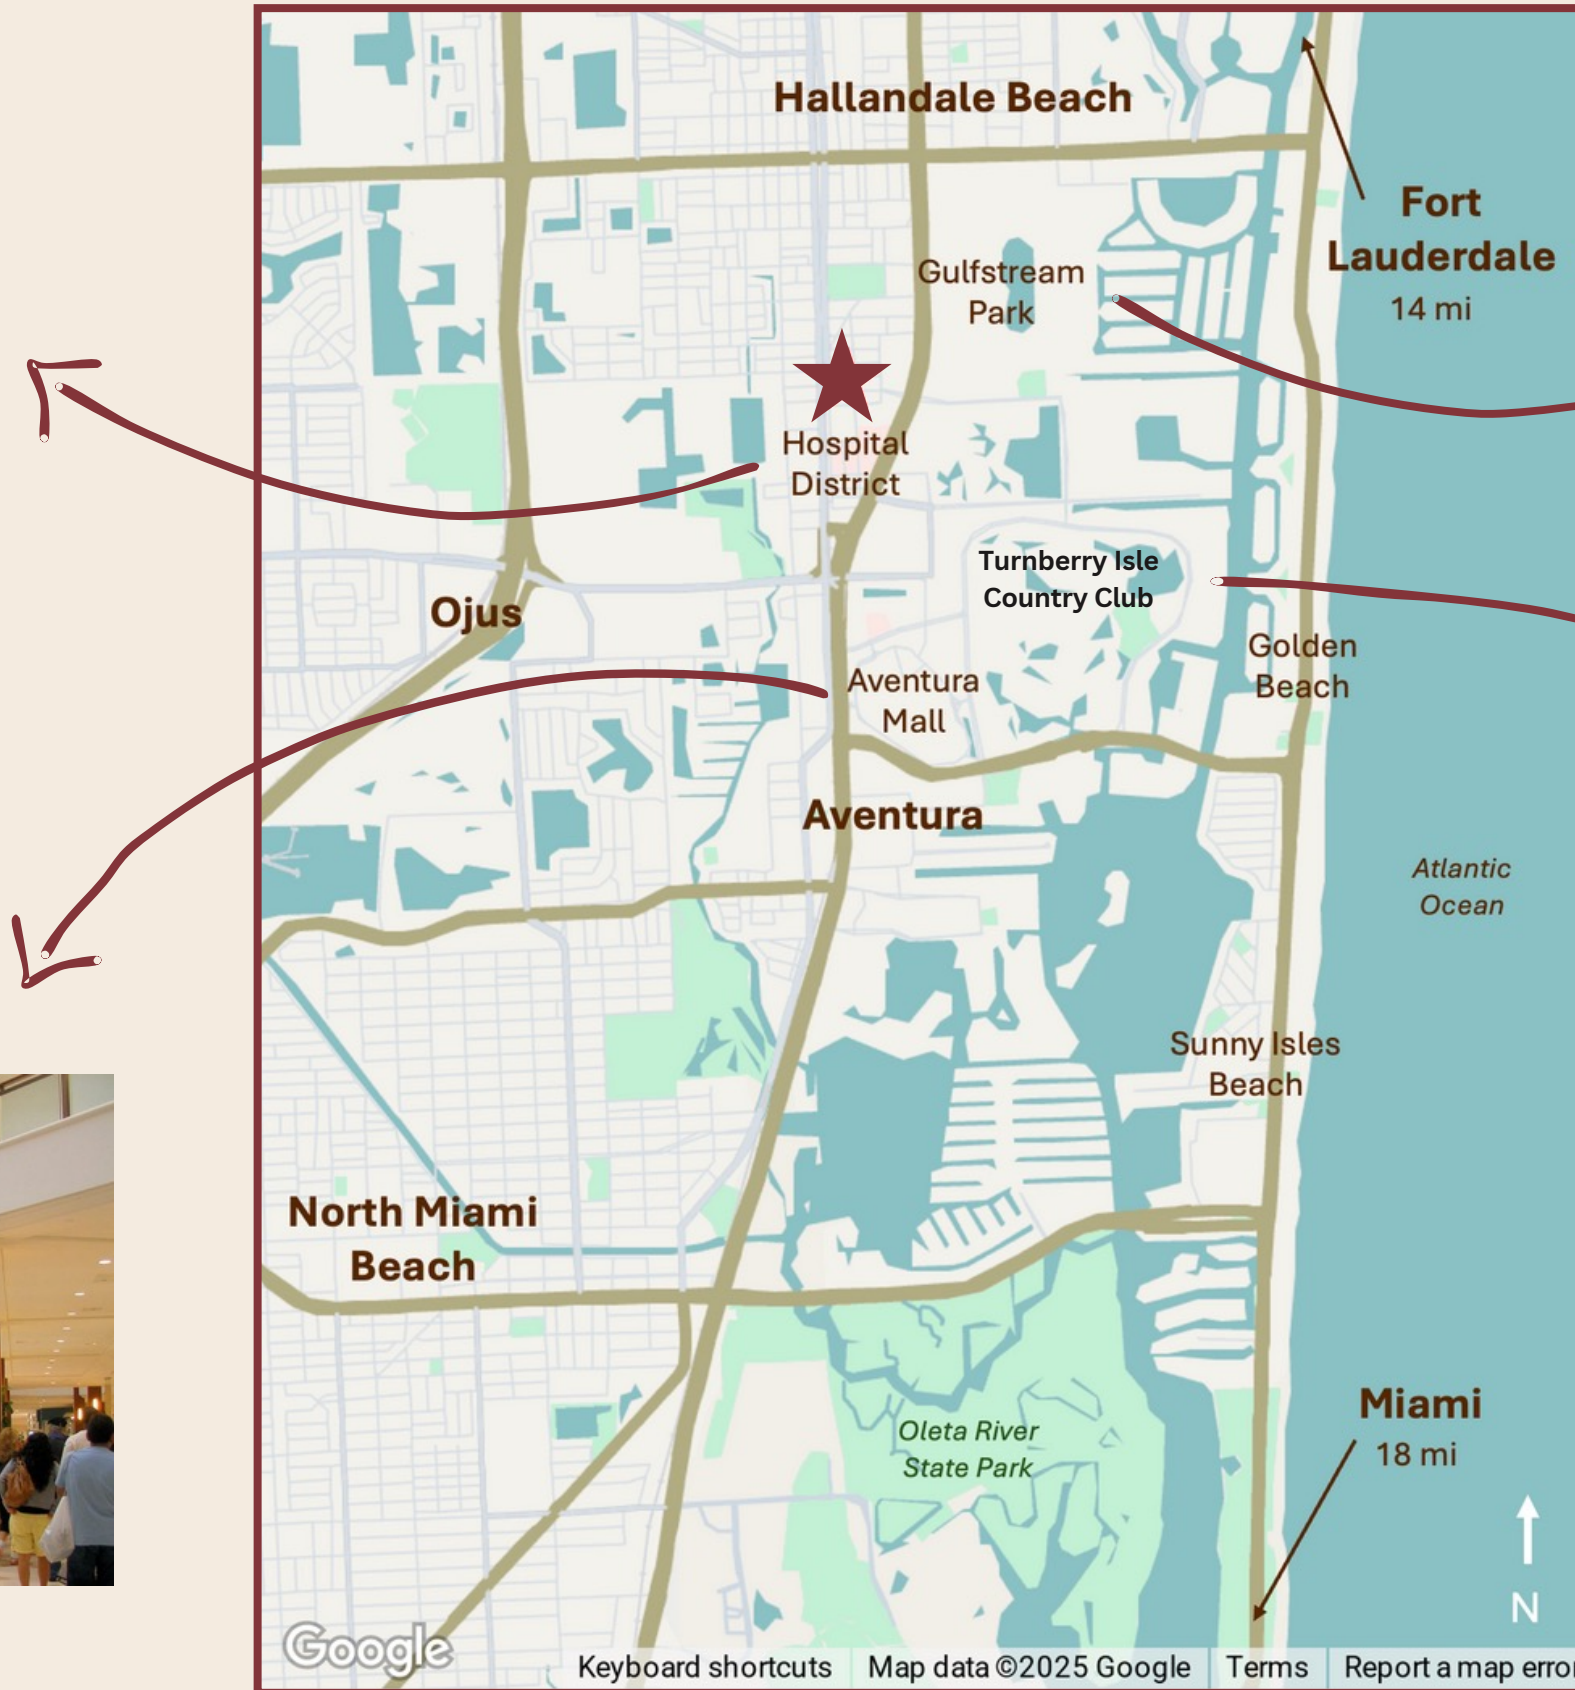 Hallandale Beach
Fort
Lauderdale
14 mi
Gulfstream
Park
Hospital
District
Turnberry Isle
Country Club
Ojus
Golden
Beach
Aventura
Mall
Aventura
Atlantic
Ocean
Sunny Isles
Beach
North Miami
Beach
Miami
18 mi
Oleta River
State Park
N
Google
Keyboard shortcuts
Map data ©2025 Google
Terms
Report a map error